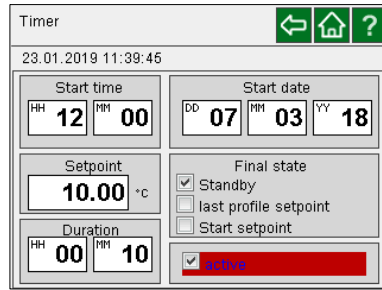 Timer
?
23.01.2019 11:39:45
Start time
HH 12 MM 00
Start date
DD 07 MM 03 YY 18
Setpoint
10.00 °C
Final state
Standby
last profile setpoint
Start setpoint
Duration
HH 00 MM 10
active